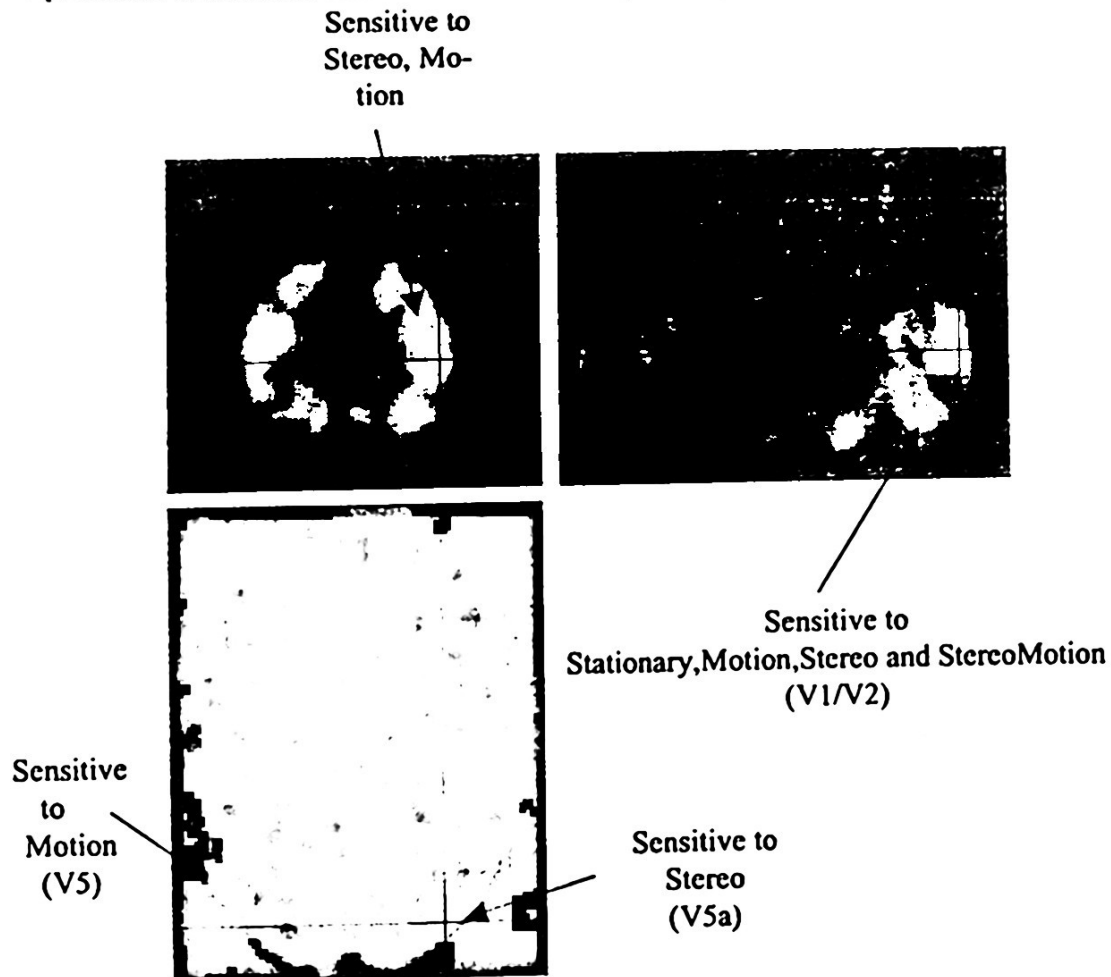 Sensitive to
Stereo, Mo-
tion
Sensitive to
Stationary,Motion,Stereo and StereoMotion
(V1/V2)
Sensitive
to
Motion
(V5)
Sensitive to
Stereo
(V5a)